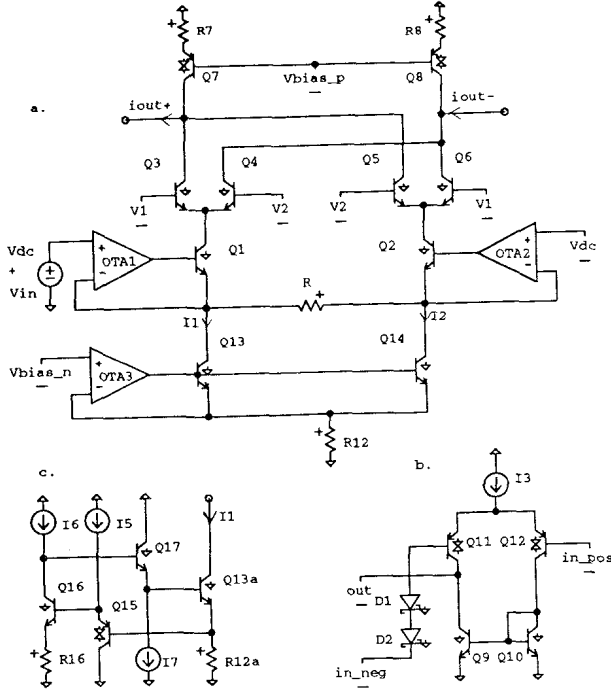 R7 R8
Q7 Vbias_p Q8
a. iout+ iout-
Q3 Q4 Q5 Q6
V1 V2 V2 V1
Vdc + OTA1 Q1 Q2 - OTA2 Vdc
+ Vin - R + +
I1 I2
Q13 Q14
Vbias_n + OTA3 -
+ R12
c. b.
I6 I5 I1 I3
Q17 Q11 Q12 in_pos
Q16 Q15 Q13a out
D1
+ R16 I7 + R12a D2
in_neg Q9 Q10